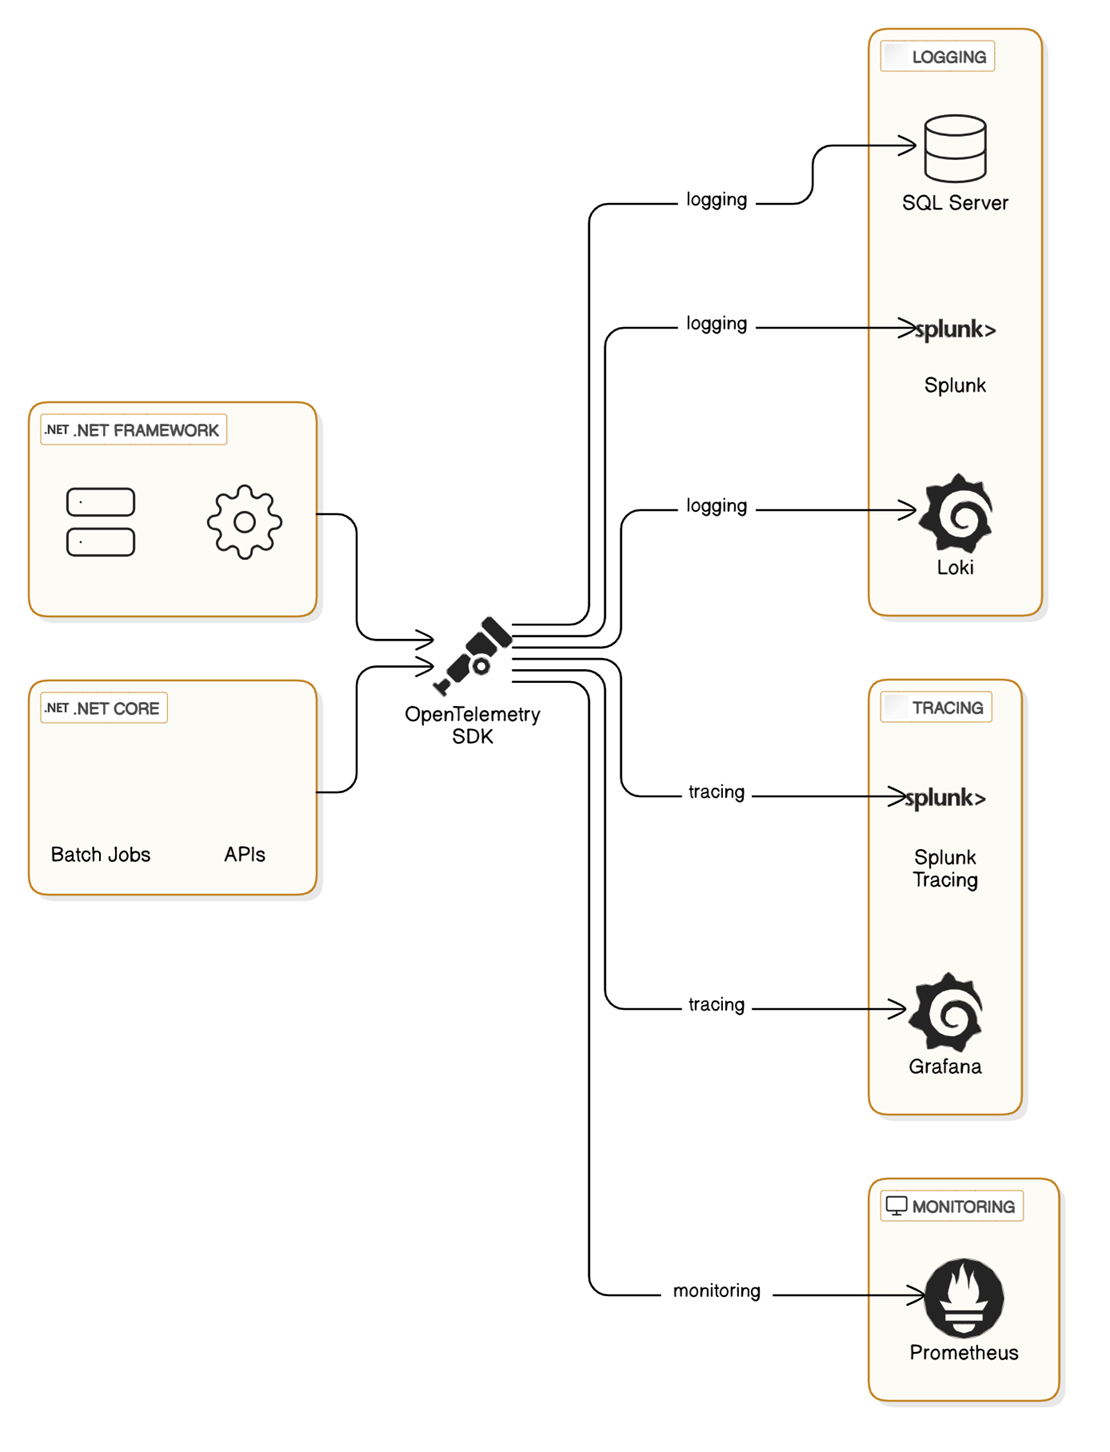 LOGGING
SQL Server
logging
logging
splunk>
Splunk
.NET .NET FRAMEWORK
logging
Loki
OpenTelemetry
SDK
.NET .NET CORE
TRACING
tracing
splunk>
Batch Jobs
APIs
Splunk
Tracing
tracing
Grafana
MONITORING
monitoring
Prometheus